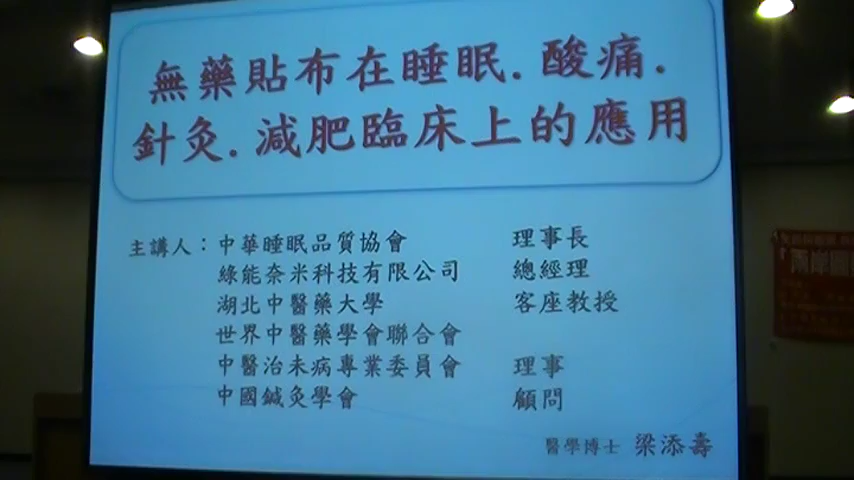 無藥貼布在睡眠.酸痛.
針灸.減肥臨床上的應用
主講人：中華睡眠品質協會 理事長
綠能奈米科技有限公司 總經理
湖北中醫藥大學 客座教授
世界中醫藥學會聯合會
中醫治未病專業委員會 理事
中國鍼灸學會 顧問
醫學博士 梁添壽